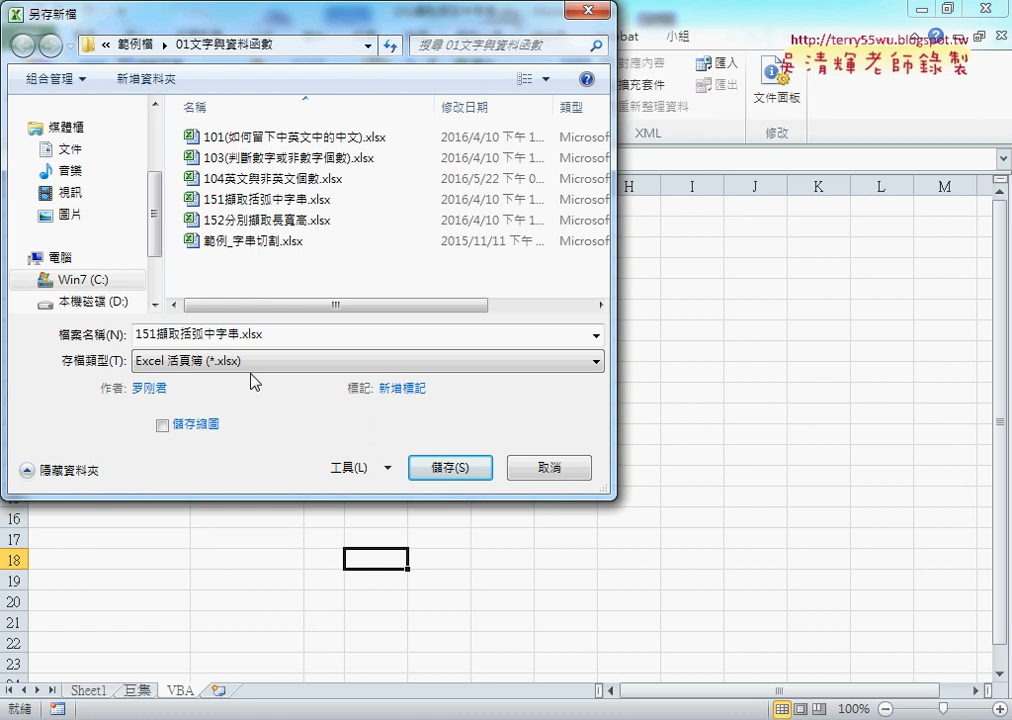 另存新檔
« 範例檔 ▸ 01文字與資料函數
搜尋 01文字與資料函數
組合管理
新增資料夾
媒體櫃
文件
音樂
視訊
圖片
電腦
Win7 (C:)
本機磁碟 (D:)
名稱 修改日期 類型
101(如何留下中英文中的中文).xlsx 2016/4/10 下午 1... Microsof
103(判斷數字或非數字個數).xlsx 2016/4/10 下午 1... Microsof
104英文與非英文個數.xlsx 2016/5/22 下午 0... Microsof
151擷取括弧中字串.xlsx 2016/4/10 下午 1... Microsof
152分別擷取長寬高.xlsx 2016/4/10 下午 1... Microsof
範例_字串切割.xlsx 2015/11/11 下午 ... Microsof
檔案名稱(N): 151擷取括弧中字串.xlsx
存檔類型(T): Excel 活頁簿 (*.xlsx)
作者: 罗刚君
標記: 新增標記
儲存縮圖
隱藏資料夾
工具(L)
儲存(S)
取消
http://terry55wu.blogspot.tw
吳清輝老師錄製
bat 小組
對應內容 匯入
擴充套件 匯出
重新整理資料
文件面板
XML
修改
H I J K L M
16
17
18
19
20
21
22
23
Sheet1 巨集 VBA
就緒
100%